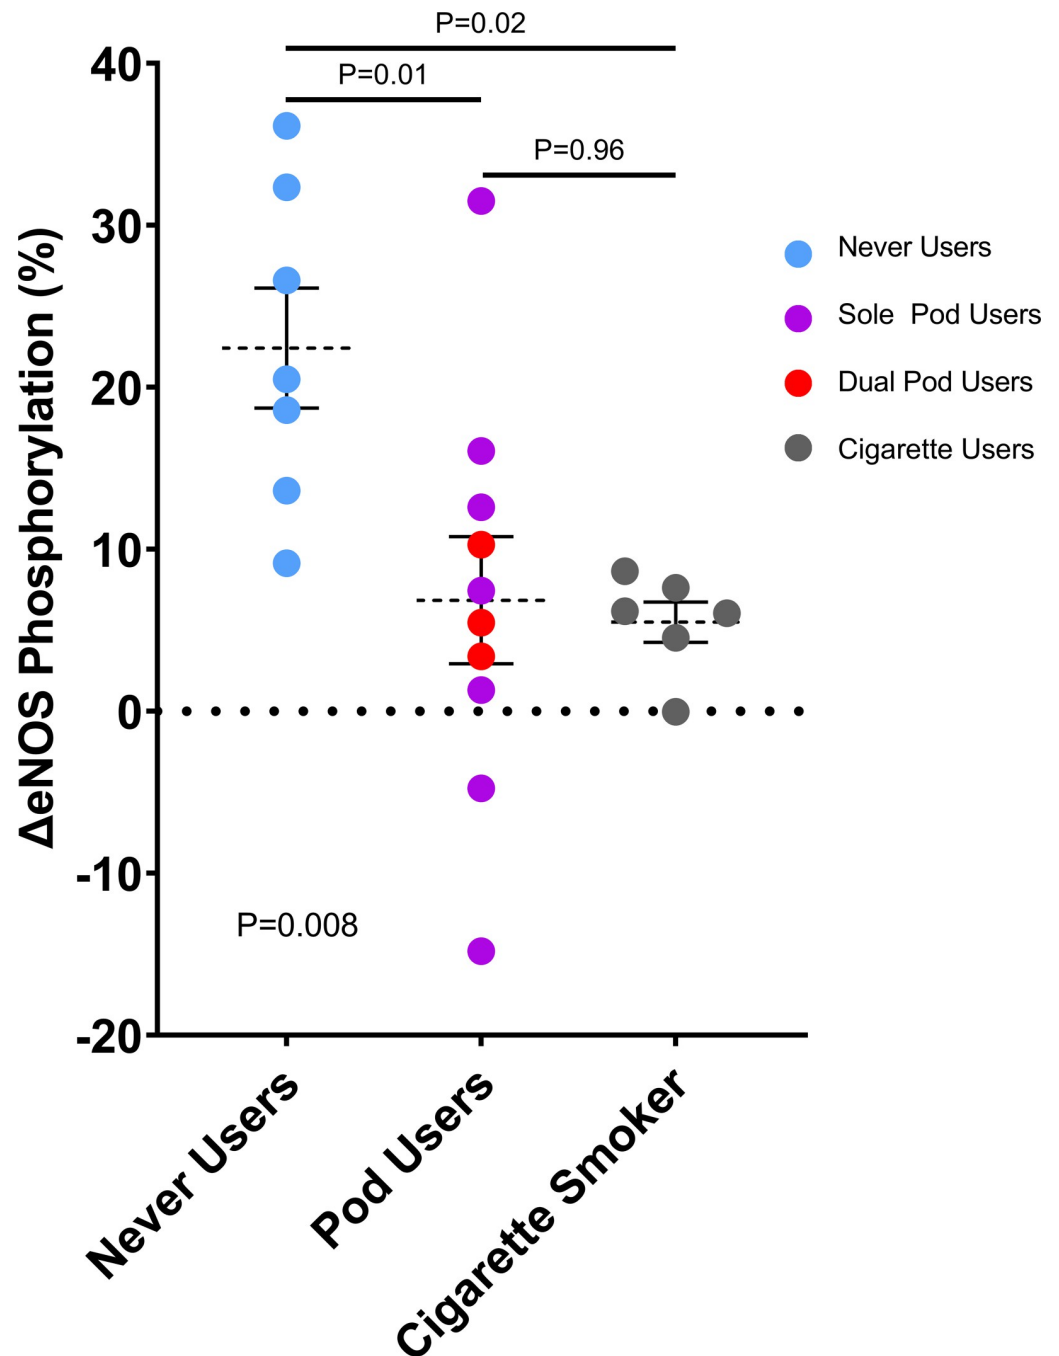 P=0.02
P=0.01
P=0.96
40
30
20
10
0
-10
-20
ΔeNOS Phosphorylation (%)
Never Users
Sole  Pod Users
Dual Pod Users
Cigarette Users
P=0.008
Never Users
Pod Users
Cigarette Smoker